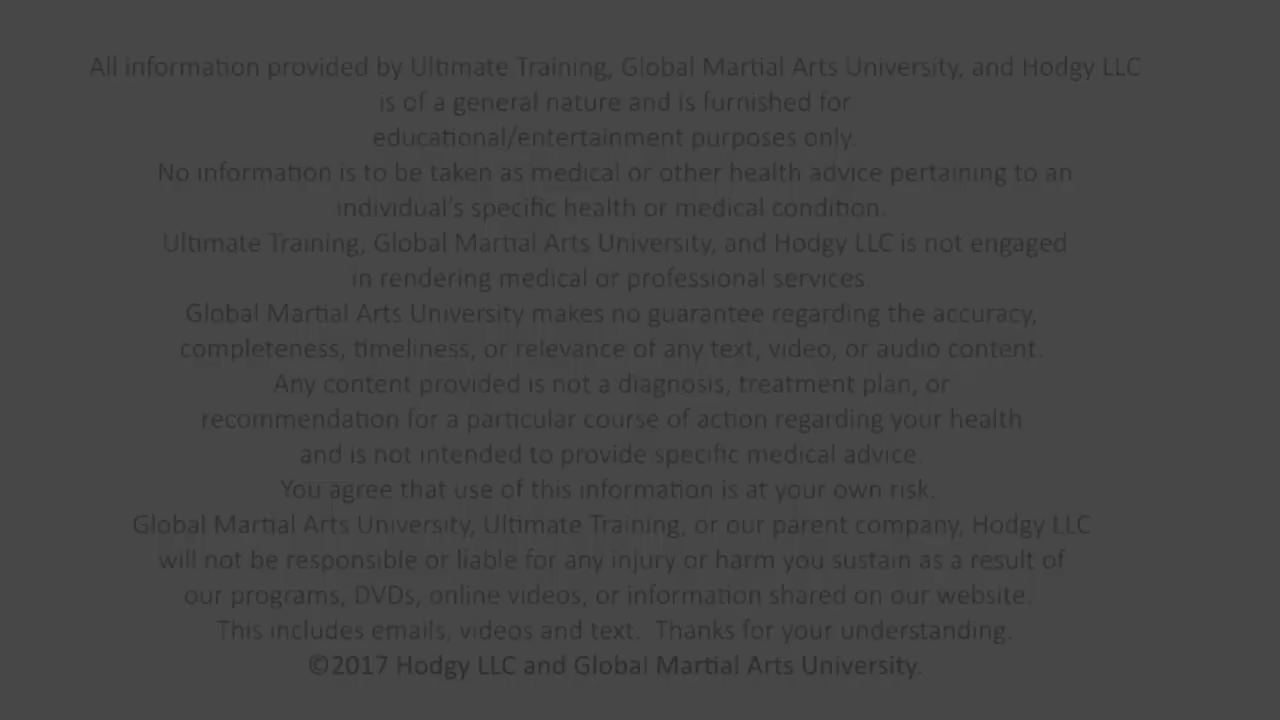 All information provided by Ultimate Training, Global Martial Arts University, and Hodgy LLC
is of a general nature and is furnished for
educational/entertainment purposes only.
No information is to be taken as medical or other health advice pertaining to an
individual's specific health or medical condition.
Ultimate Training, Global Martial Arts University, and Hodgy LLC is not engaged
in rendering medical or professional services.
Global Martial Arts University makes no guarantee regarding the accuracy,
completeness, timeliness, or relevance of any text, video, or audio content.
Any content provided is not a diagnosis, treatment plan, or
recommendation for a particular course of action regarding your health
and is not intended to provide specific medical advice.
You agree that use of this information is at your own risk.
Global Martial Arts University, Ultimate Training, or our parent company, Hodgy LLC
will not be responsible or liable for any injury or harm you sustain as a result of
our programs, DVDs, online videos, or information shared on our website.
This includes emails, videos and text.  Thanks for your understanding.
©2017 Hodgy LLC and Global Martial Arts University.